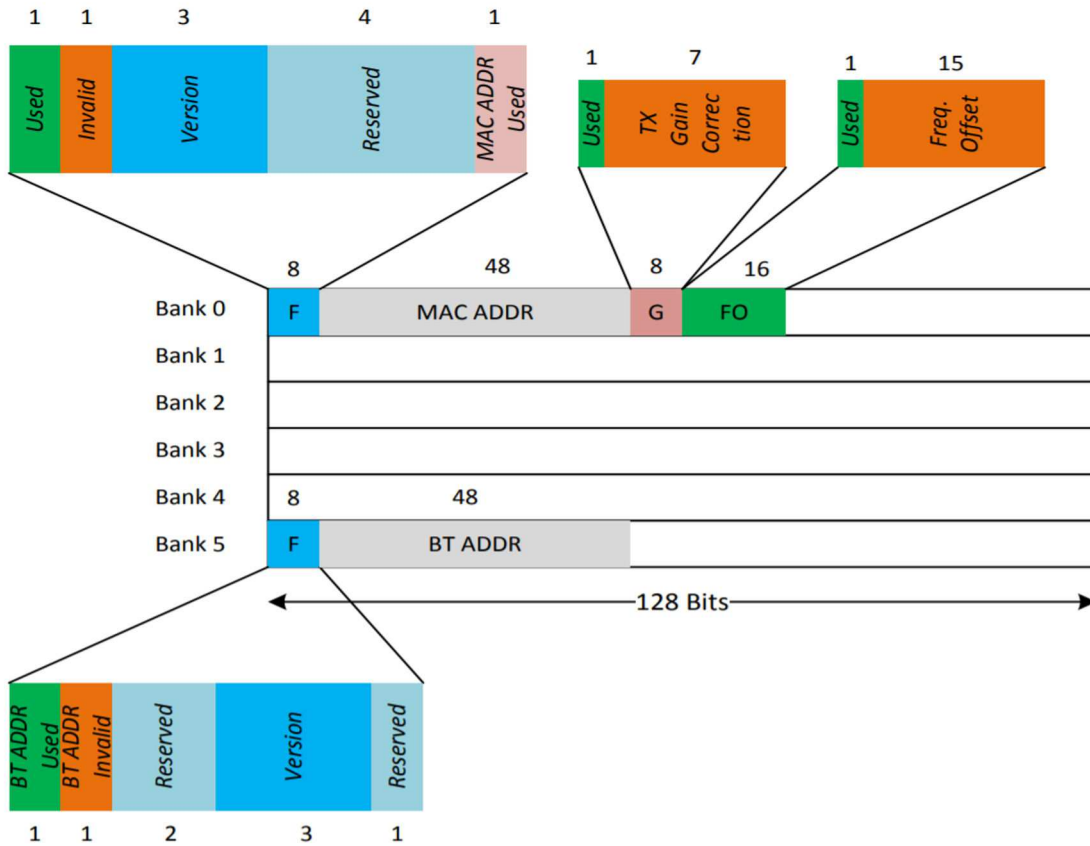 1 1 3 4 1
Used
Invalid
Version
Reserved
MAC ADDR
Used
1 7
Used
TX
Gain
Correc
tion
1 15
Used
Freq.
Offset
8 48 8 16
Bank 0 F MAC ADDR G FO
Bank 1
Bank 2
Bank 3
Bank 4 8 48
Bank 5 F BT ADDR
128 Bits
BT ADDR
Used
BT ADDR
Invalid
Reserved
Version
Reserved
1 1 2 3 1